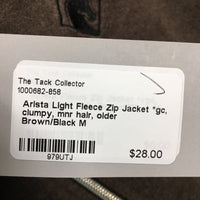 The Tack Collector
1000682-858
Arista Light Fleece Zip Jacket *gc,
clumpy, mnr hair, older
Brown/Black M
979UTJ
$28.00